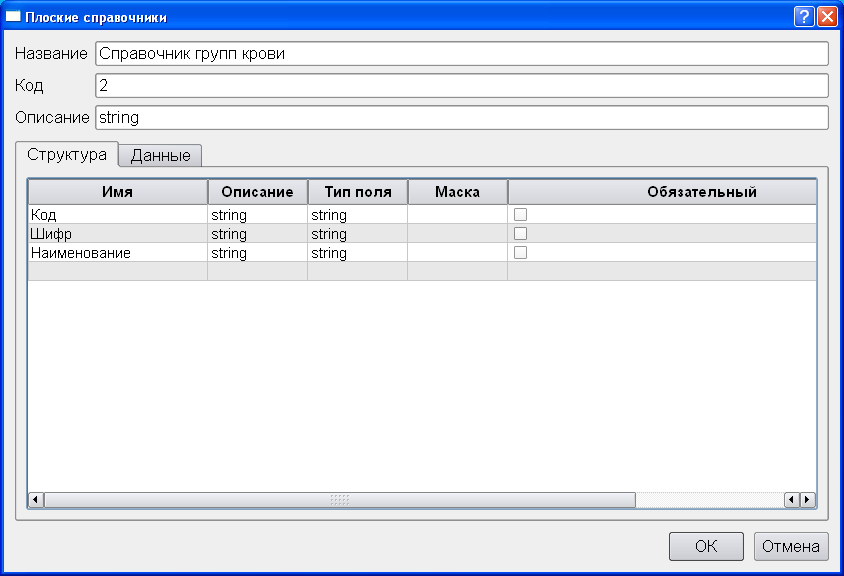 Плоские справочники
Название Справочник групп крови
Код 2
Описание string
Структура Данные
Имя Описание Тип поля Маска Обязательный
Код string string
Шифр string string
Наименование string string
OK Отмена